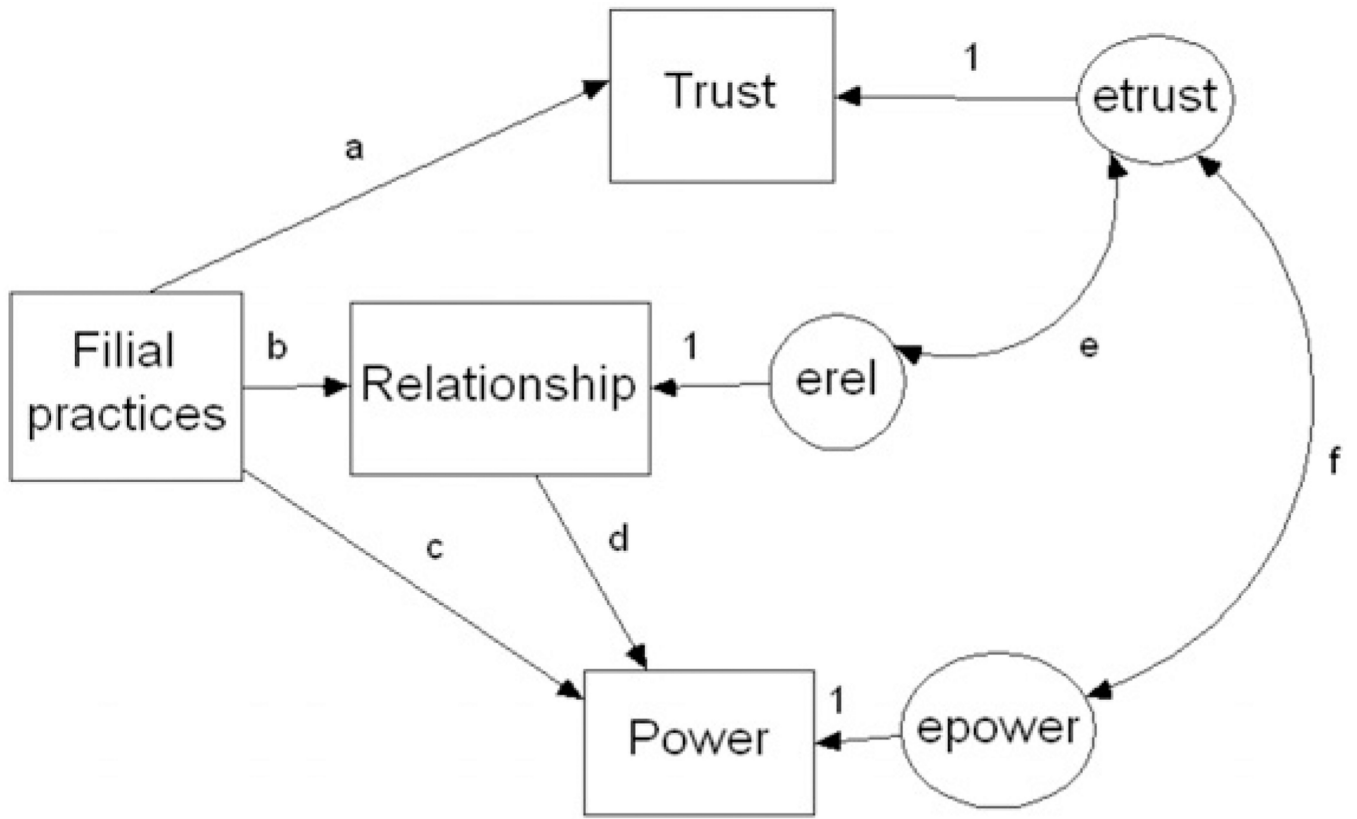 Trust
1
etrust
a
Filial
practices
b
Relationship
1
erel
e
f
c
d
Power
1
epower